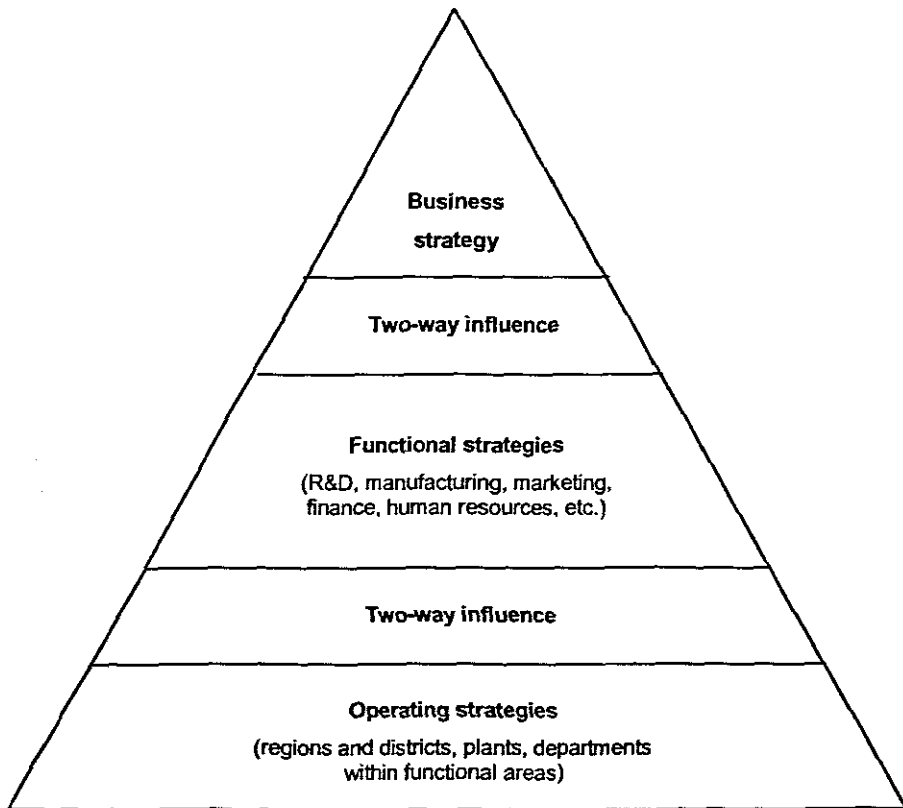 Business
strategy
Two-way influence
Functional strategies
(R&D, manufacturing, marketing,
finance, human resources, etc.)
Two-way influence
Operating strategies
(regions and districts, plants, departments
within functional areas)